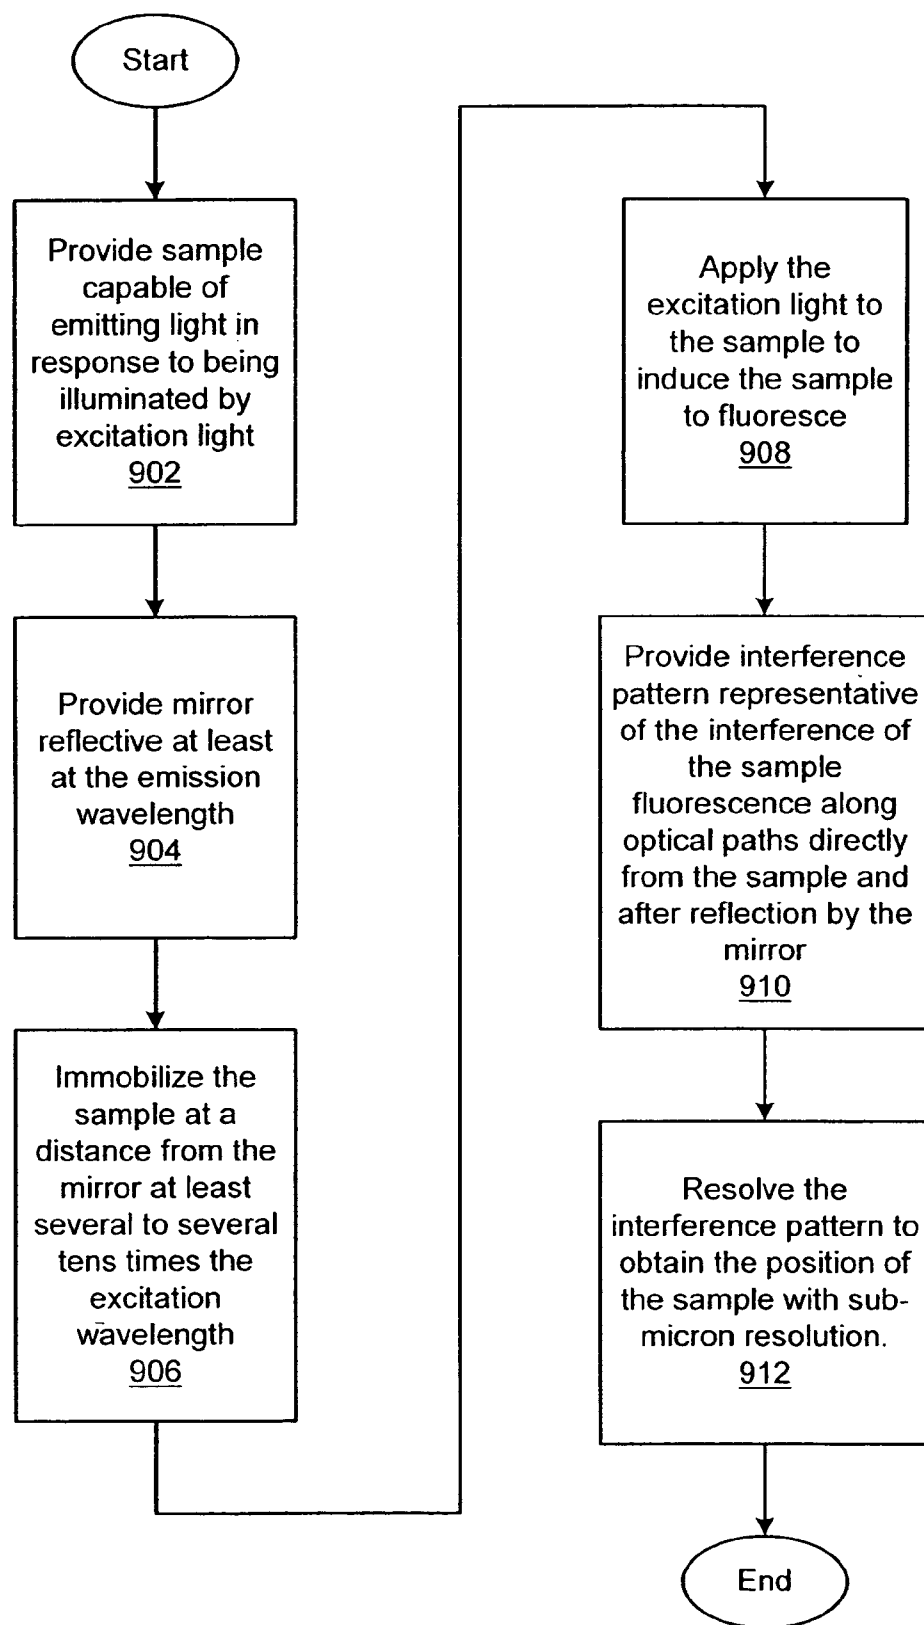 Start
Provide sample
capable of
emitting light in
response to being
illuminated by
excitation light
902
Provide mirror
reflective at least
at the emission
wavelength
904
Immobilize the
sample at a
distance from the
mirror at least
several to several
tens times the
excitation
wavelength
906
Apply the
excitation light to
the sample to
induce the sample
to fluoresce
908
Provide interference
pattern representative
of the interference of
the sample
fluorescence along
optical paths directly
from the sample and
after reflection by the
mirror
910
Resolve the
interference pattern to
obtain the position of
the sample with sub-
micron resolution.
912
End